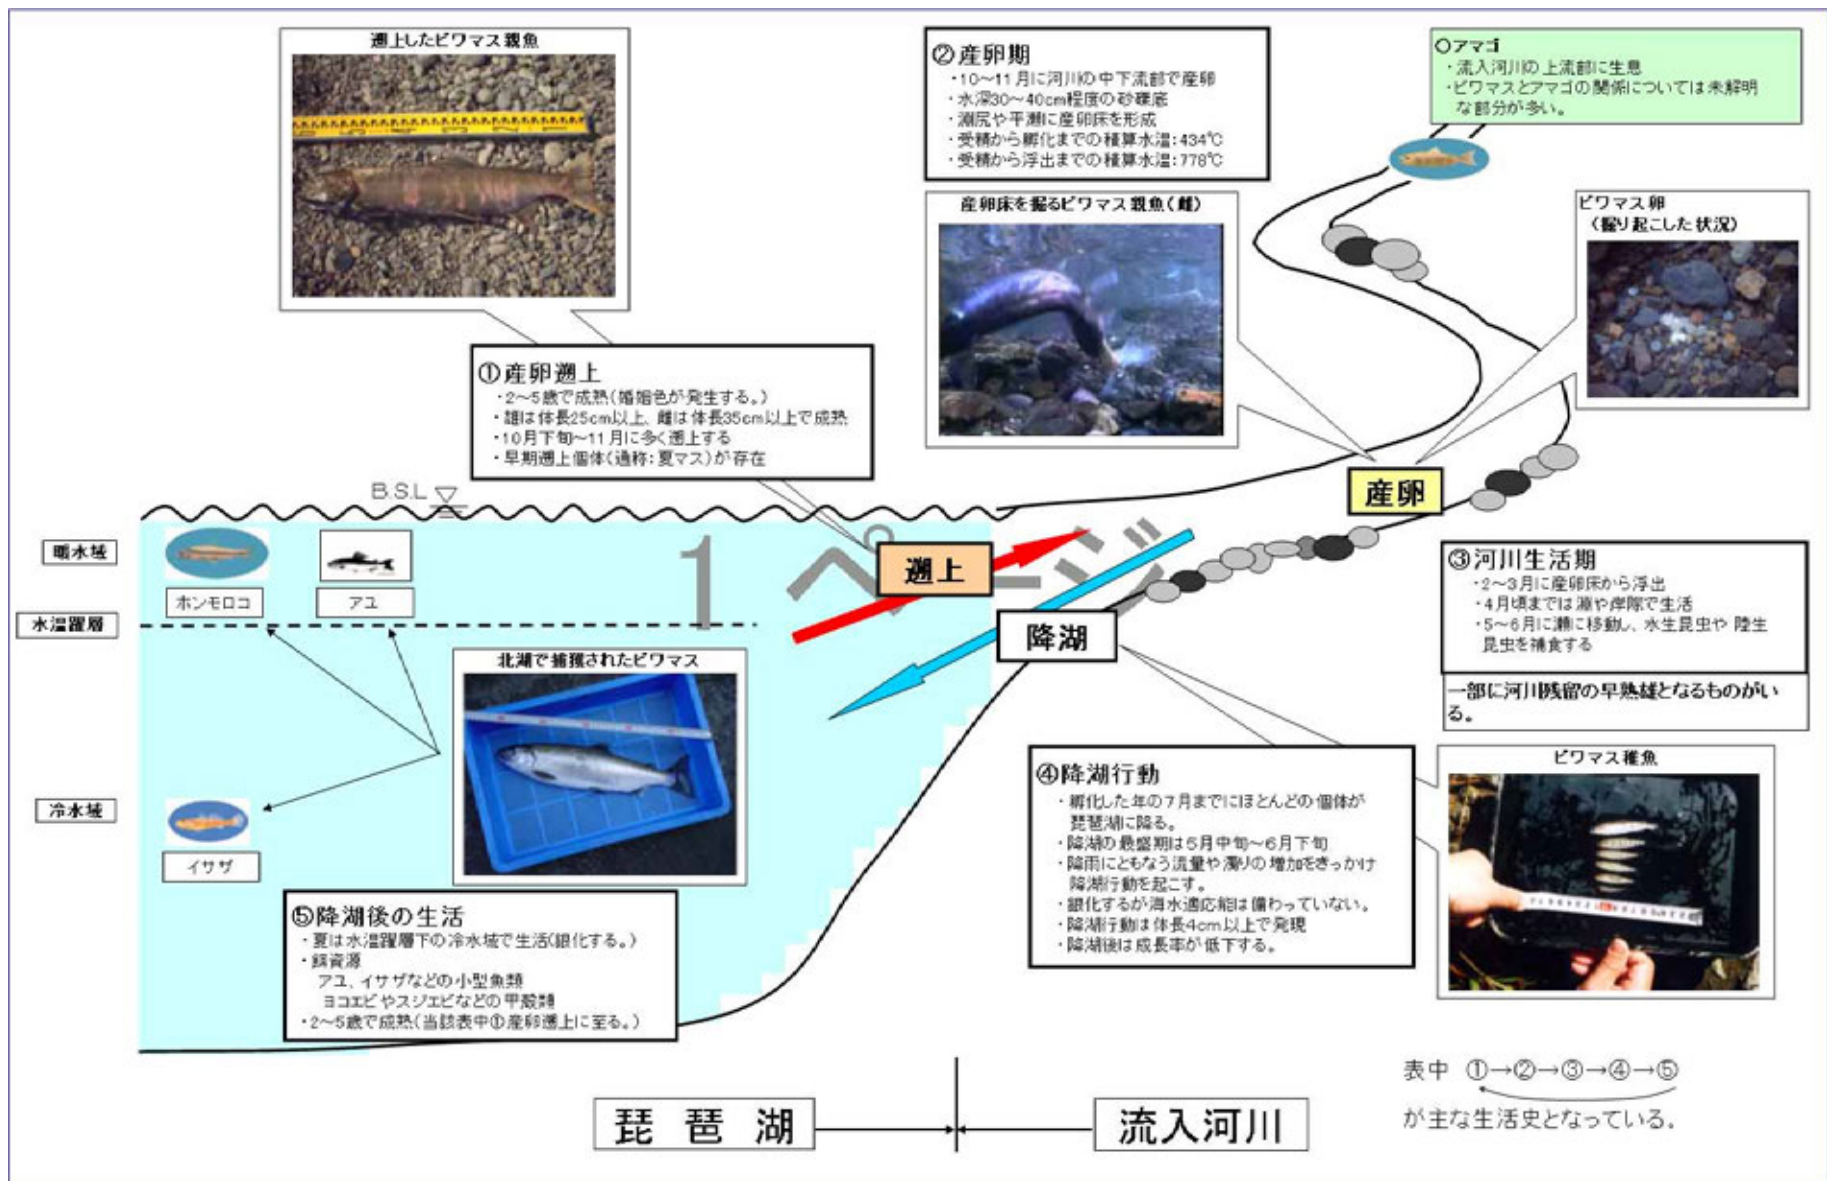 遡上したビワマス親魚
①産卵遡上
・2～5歳で成熟(婚姻色が発生する。)
・雄は体長25cm以上、雌は体長35cm以上で成熟
・10月下旬～11月に多く遡上する
・早期遡上個体(通称:夏マス)が存在
②産卵期
・10～11月に河川の中下流部で産卵
・水深30～40cm程度の砂礫底
・淵尻や平瀬に産卵床を形成
・受精から孵化までの積算水温:434℃
・受精から浮出までの積算水温:778℃
産卵床を掘るビワマス親魚(雌)
○アマゴ
・流入河川の上流部に生息
・ビワマスとアマゴの関係については未解明
な部分が多い。
ビワマス卵
(掘り起こした状況)
産卵
B.S.L
暖水域
水温躍層
冷水域
ホンモロコ
アユ
イサザ
1 ページ
遡上
降湖
北湖で捕獲されたビワマス
③河川生活期
・2～3月に産卵床から浮出
・4月頃までは淵や岸際で生活
・5～6月に瀬に移動し、水生昆虫や 陸生
昆虫を補食する
一部に河川残留の早熟雄となるものがい
る。
④降湖行動
・孵化した年の7月までにほとんどの個体が
琵琶湖に降る。
・降湖の最盛期は5月中旬～6月下旬
・降雨にともなう流量や濁りの増加をきっかけ
降湖行動を起こす。
・銀化するが海水適応能は備わっていない。
・降湖行動は体長4cm以上で発現
・降湖後は成長率が低下する。
ビワマス稚魚
⑤降湖後の生活
・夏は水温躍層下の冷水域で生活(銀化する。)
・餌資源
アユ、イサザなどの小型魚類
ヨコエビやスジエビなどの甲殻類
・2～5歳で成熟(当該表中①産卵遡上に至る。)
琵琶湖
流入河川
表中 ①→②→③→④→⑤
が主な生活史となっている。